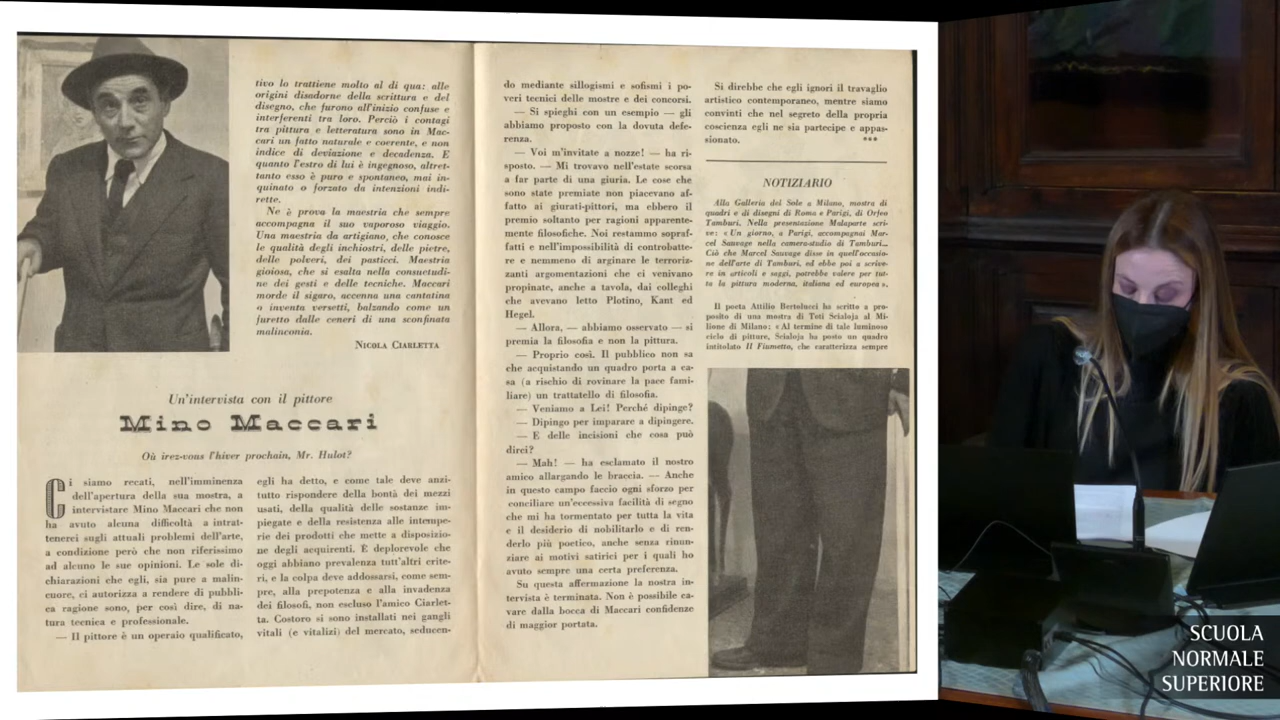 tivo lo trattiene molto al di qua: alle
origini disadorne della scrittura e del
disegno, che furono all'inizio confuse e
interferenti tra loro. Perciò i contagi
tra pittura e letteratura sono in Mac-
cari un fatto naturale e coerente, e non
indice di deviazione e decadenza. E
quanto l'estro di lui è ingegnoso, altret-
tanto esso è puro e spontaneo, mai in-
quinato o forzato da intenzioni indi-
rette.
Ne è prova la maestria che sempre
accompagna il suo vaporoso viaggio.
Una maestria da artigiano, che conosce
le qualità degli inchiostri, delle pietre,
delle polveri, dei pasticci. Maestria
gioiosa, che si esalta nella consuetudi-
ne dei gesti e delle tecniche. Maccari
morde il sigaro, accenna una cantatina
o inventa versetti, balzando come un
furetto dalle ceneri di una sconfinata
malinconia.
NICOLA CIARLETTA
Un'intervista con il pittore
Mino Maccari
Où irez-vous l'hiver prochain, Mr. Hulot?
Ci siamo recati, nell'imminenza
dell'apertura della sua mostra, a
intervistare Mino Maccari che non
ha avuto alcuna difficoltà a intrat-
tenerci sugli attuali problemi dell'arte,
a condizione però che non riferissimo
ad alcuno le sue opinioni. Le sole di-
chiarazioni che egli, sia pure a malin-
cuore, ci autorizza a rendere di pubbli-
ca ragione sono, per così dire, di na-
tura tecnica e professionale.
— Il pittore è un operaio qualificato,
egli ha detto, e come tale deve anzi-
tutto rispondere della bontà dei mezzi
usati, della qualità delle sostanze im-
piegate e della resistenza alle intempe-
rie dei prodotti che mette a disposizio-
ne degli acquirenti. È deplorevole che
oggi abbiano prevalenza tutt'altri crite-
ri, e la colpa deve addossarsi, come sem-
pre, alla prepotenza e alla invadenza
dei filosofi, non escluso l'amico Ciarlet-
ta. Costoro si sono installati nei gangli
vitali (e vitalizi) del mercato, seducen-
do mediante sillogismi e sofismi i po-
veri tecnici delle mostre e dei concorsi.
— Si spieghi con un esempio — gli
abbiamo proposto con la dovuta defe-
renza.
— Voi m'invitate a nozze! — ha ri-
sposto. — Mi trovavo nell'estate scorsa
a far parte di una giuria. Le cose che
sono state premiate non piacevano af-
fatto ai giurati-pittori, ma ebbero il
premio soltanto per ragioni apparente-
mente filosofiche. Noi restammo sopraf-
fatti e nell'impossibilità di controbatte-
re e nemmeno di arginare le terroriz-
zanti argomentazioni che ci venivano
propinate, anche a tavola, dai colleghi
che avevano letto Plotino, Kant ed
Hegel.
— Allora, — abbiamo osservato — si
premia la filosofia e non la pittura.
— Proprio così. Il pubblico non sa
che acquistando un quadro porta a ca-
sa (a rischio di rovinare la pace fami-
liare) un trattatello di filosofia.
— Veniamo a Lei! Perché dipinge?
— Dipingo per imparare a dipingere.
— E delle incisioni che cosa può
dirci?
— Mah! — ha esclamato il nostro
amico allargando le braccia. — Anche
in questo campo faccio ogni sforzo per
conciliare un'eccessiva facilità di segno
che mi ha tormentato per tutta la vita
e il desiderio di nobilitarlo e di ren-
derlo più poetico, anche senza rinun-
ziare ai motivi satirici per i quali ho
avuto sempre una certa preferenza.
Su questa affermazione la nostra in-
tervista è terminata. Non è possibile ca-
vare dalla bocca di Maccari confidenze
di maggior portata.
Si direbbe che egli ignori il travaglio
artistico contemporaneo, mentre siamo
convinti che nel segreto della propria
coscienza egli ne sia partecipe e appas-
sionato. ***
NOTIZIARIO
Alla Galleria del Sole a Milano, mostra di
quadri e di disegni di Roma e Parigi, di Orfeo
Tamburi. Nella presentazione Malaparte scri-
ve: « Un giorno, a Parigi, accompagnai Mar-
cel Sauvage nella camera-studio di Tamburi...
Ciò che Marcel Sauvage disse in quell'occasio-
ne dell'arte di Tamburi, ed ebbe poi a scrive-
re in articoli e saggi, potrebbe valere per tut-
ta la pittura moderna, italiana ed europea ».
Il poeta Attilio Bertolucci ha scritto a pro-
posito di una mostra di Toti Scialoja al Mi-
lione di Milano: « Al termine di tale luminoso
ciclo di pitture, Scialoja ha posto un quadro
intitolato Il Fiumetto, che caratterizza sempre
SCUOLA
NORMALE
SUPERIORE